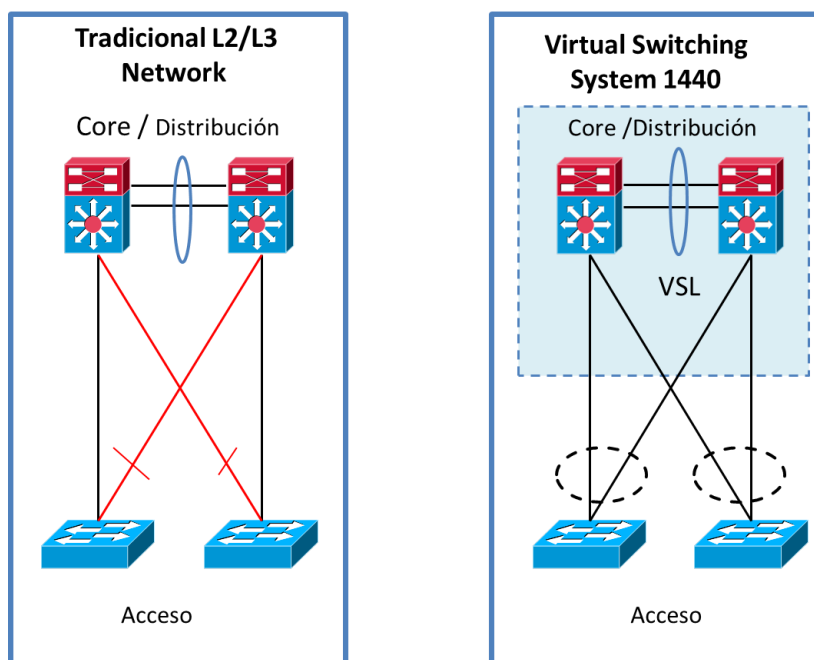 Tradicional L2/L3
Network
Core / Distribución
Acceso
Virtual Switching
System 1440
Core /Distribución
VSL
Acceso